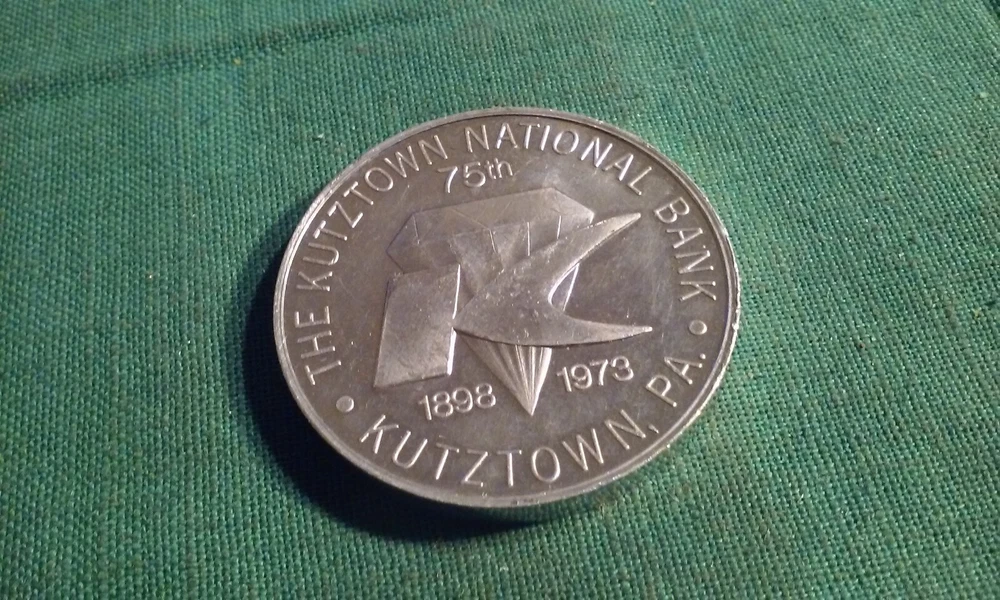 THE KUTZTOWN NATIONAL BANK
75th
1898 1973
• KUTZTOWN, PA. •